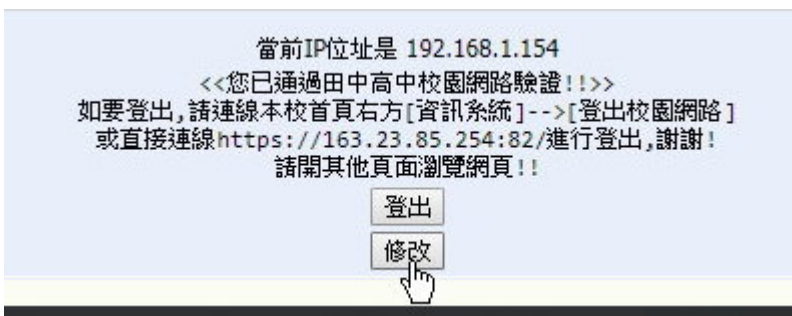 當前IP位址是 192.168.1.154
<<您已通過田中高中校園網路驗證!!>>
如要登出,請連線本校首頁右方[資訊系統]-->[登出校園網路]
或直接連線https://163.23.85.254:82/進行登出,謝謝!
請開其他頁面瀏覽網頁!!
登出
修改